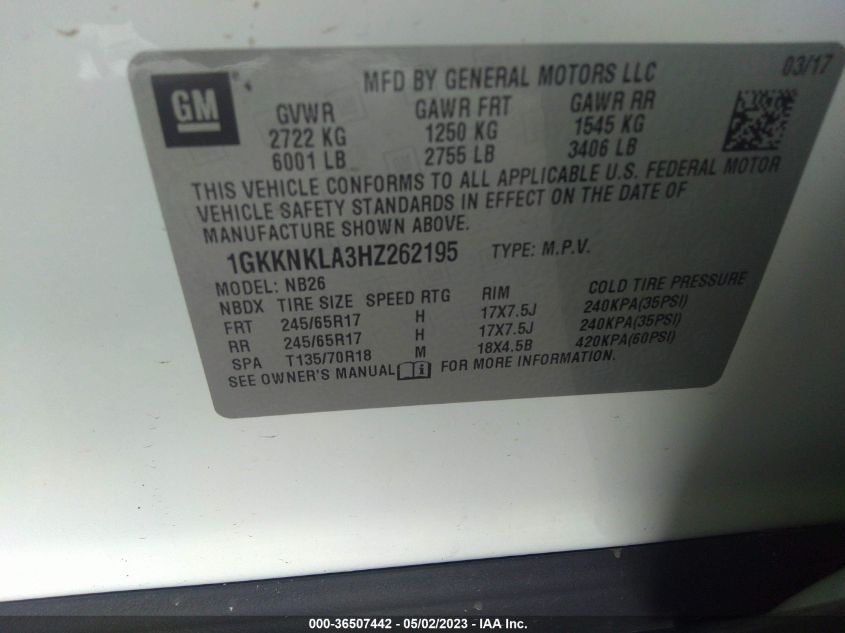 GM®
MFD BY GENERAL MOTORS LLC
03/17
GVWR GAWR FRT GAWR RR
2722 KG 1250 KG 1545 KG
6001 LB 2755 LB 3406 LB
THIS VEHICLE CONFORMS TO ALL APPLICABLE U.S. FEDERAL MOTOR
VEHICLE SAFETY STANDARDS IN EFFECT ON THE DATE OF
MANUFACTURE SHOWN ABOVE.
1GKKNKLA3HZ262195 TYPE: M.P.V.
MODEL: NB26
NBDX TIRE SIZE SPEED RTG RIM COLD TIRE PRESSURE
FRT 245/65R17 H 17X7.5J 240KPA(35PSI)
RR 245/65R17 H 17X7.5J 240KPA(35PSI)
SPA T135/70R18 M 18X4.5B 420KPA(60PSI)
SEE OWNER'S MANUAL i FOR MORE INFORMATION.
000-36507442 - 05/02/2023 - IAA Inc.